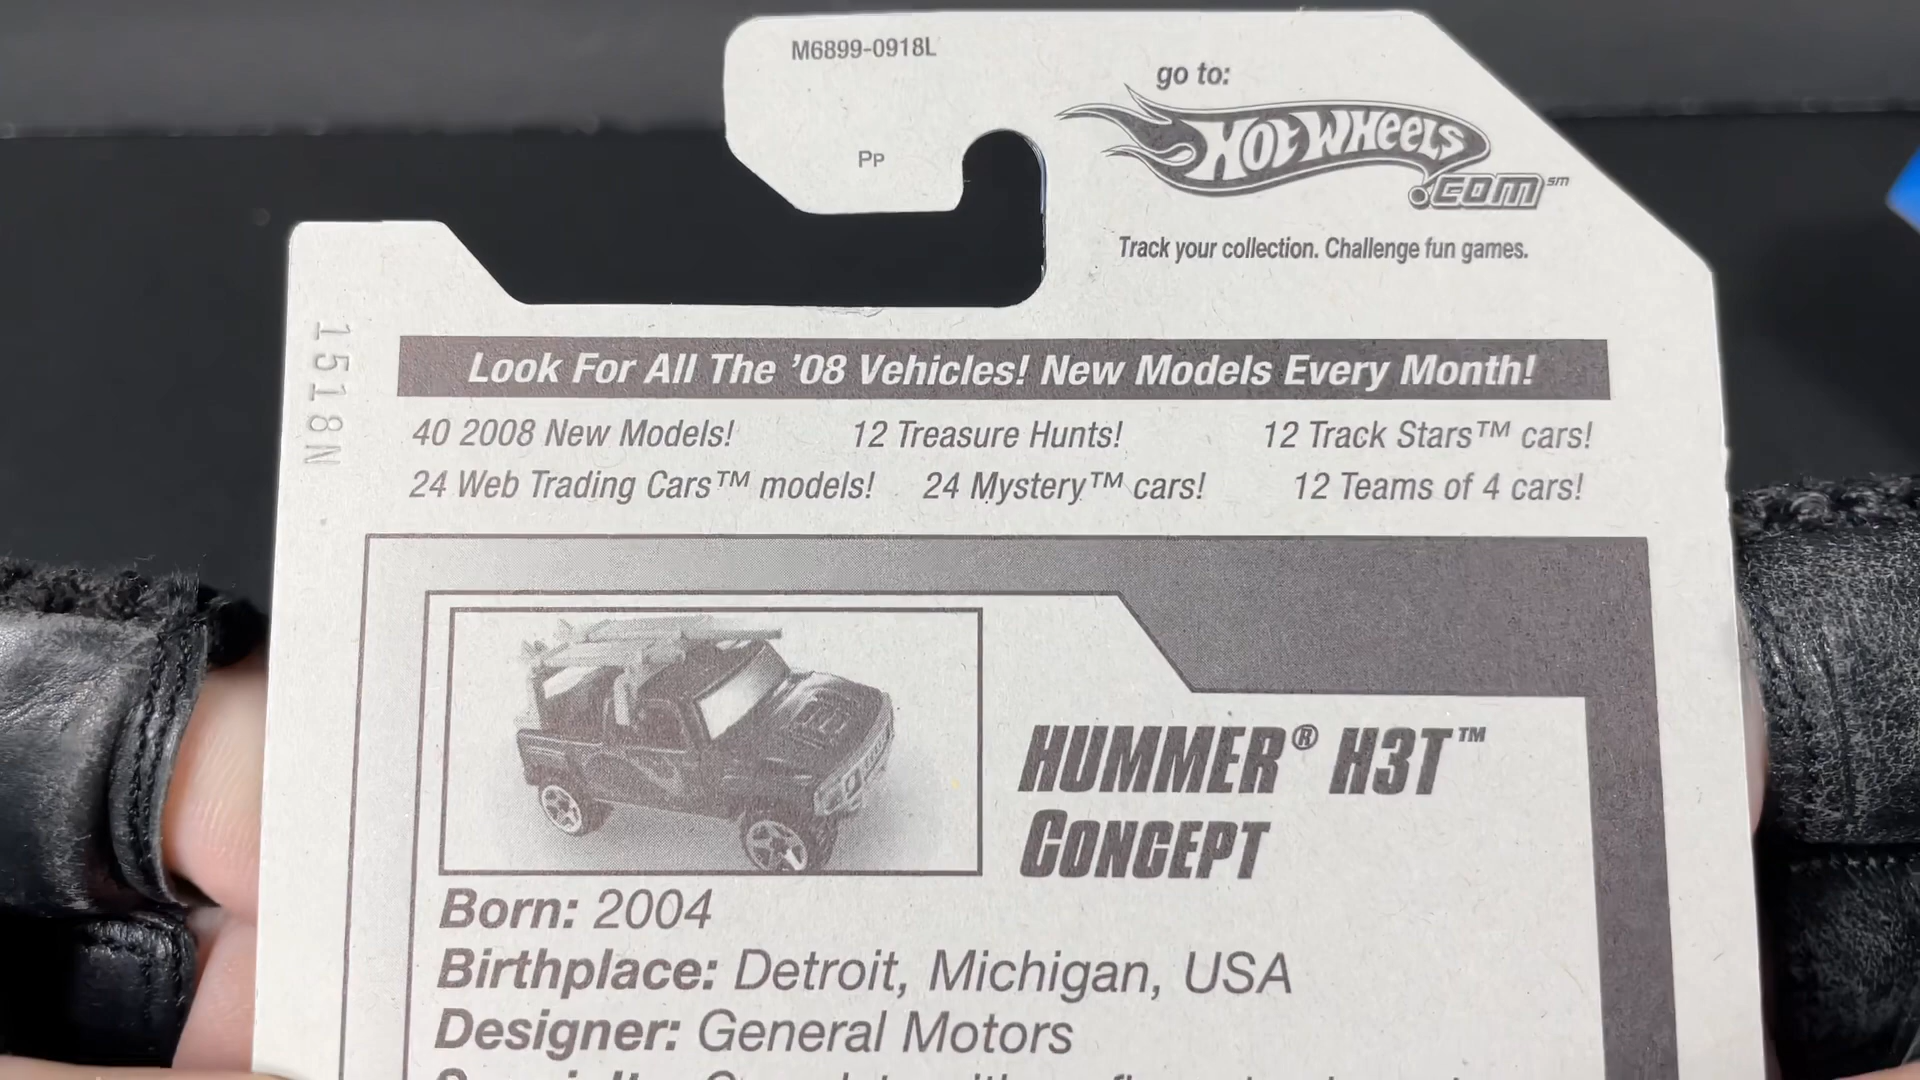 M6899-0918L
go to:
Hot Wheels
.com℠
Pp
Track your collection. Challenge fun games.
1518N
Look For All The ’08 Vehicles! New Models Every Month!
40 2008 New Models! 12 Treasure Hunts! 12 Track Stars™ cars!
24 Web Trading Cars™ models! 24 Mystery™ cars! 12 Teams of 4 cars!
HUMMER® H3T™
CONCEPT
Born: 2004
Birthplace: Detroit, Michigan, USA
Designer: General Motors